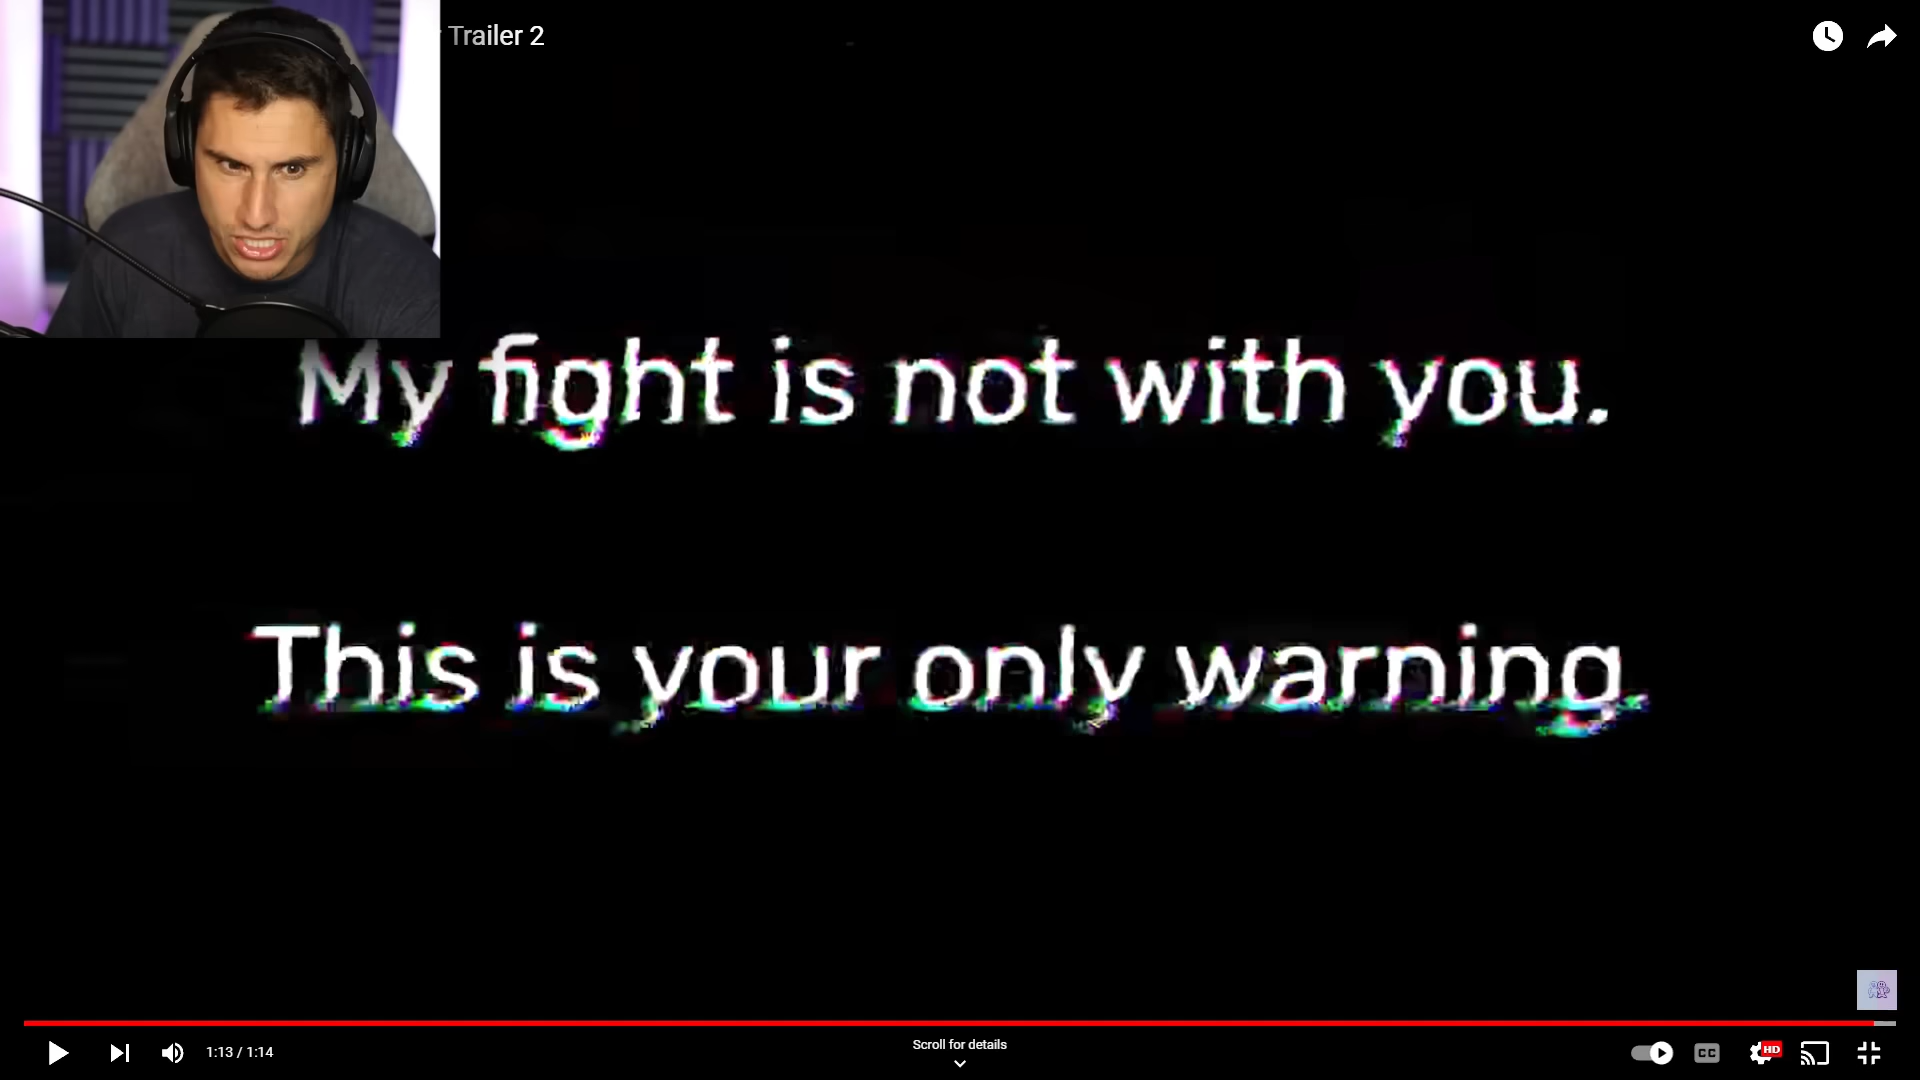 Trailer 2
My fight is not with you.
This is your only warning.
1:13 / 1:14
Scroll for details
CC
HD